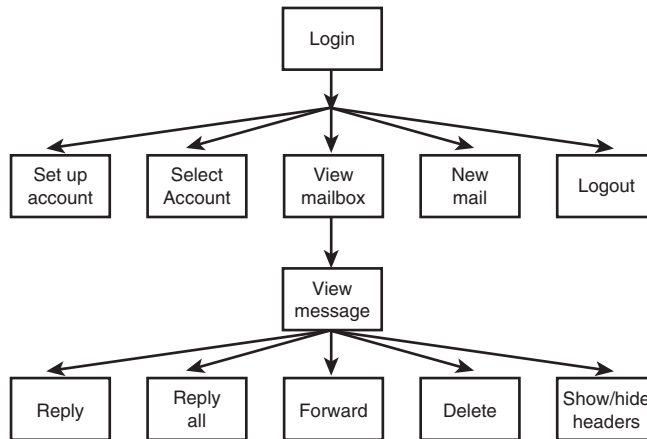 Login
Set up
account
Select
Account
View
mailbox
New
mail
Logout
View
message
Reply
Reply
all
Forward
Delete
Show/hide
headers